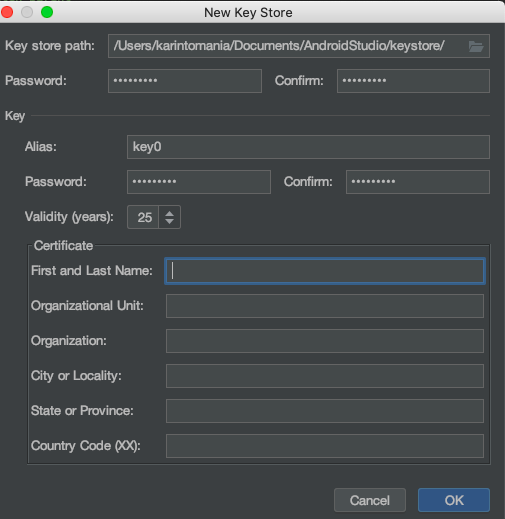 New Key Store
Key store path: /Users/karintomania/Documents/AndroidStudio/keystore/
Password: ••••••••• Confirm: •••••••••
Key
Alias: key0
Password: ••••••••• Confirm: •••••••••
Validity (years): 25
Certificate
First and Last Name:
Organizational Unit:
Organization:
City or Locality:
State or Province:
Country Code (XX):
Cancel OK